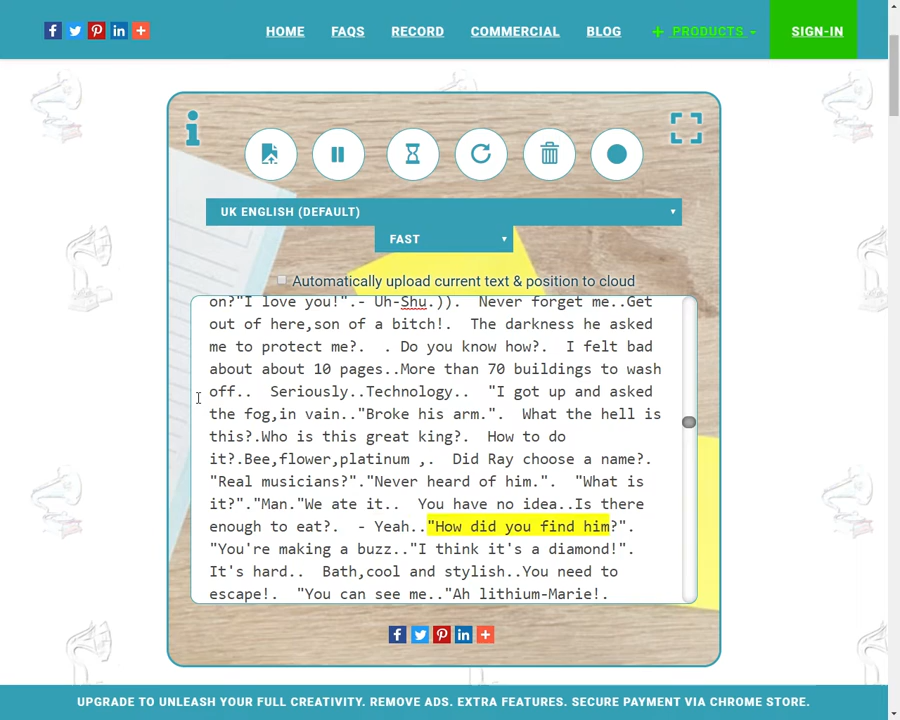 HOME FAQS RECORD COMMERCIAL BLOG + PRODUCTS SIGN-IN
UK ENGLISH (DEFAULT)
FAST
Automatically upload current text & position to cloud
on?"I love you!".- Uh-Shu.)).  Never forget me..Get
out of here,son of a bitch!.  The darkness he asked
me to protect me?.  . Do you know how?.  I felt bad
about about 10 pages..More than 70 buildings to wash
off..  Seriously..Technology..  "I got up and asked
the fog,in vain.."Broke his arm.".  What the hell is
this?.Who is this great king?.  How to do
it?.Bee,flower,platinum ,.  Did Ray choose a name?.
"Real musicians?"."Never heard of him.".  "What is
it?"."Man."We ate it..  You have no idea..Is there
enough to eat?.  - Yeah.."How did you find him?".
"You're making a buzz.."I think it's a diamond!".
It's hard..  Bath,cool and stylish..You need to
escape!.  "You can see me.."Ah lithium-Marie!.
UPGRADE TO UNLEASH YOUR FULL CREATIVITY. REMOVE ADS. EXTRA FEATURES. SECURE PAYMENT VIA CHROME STORE.